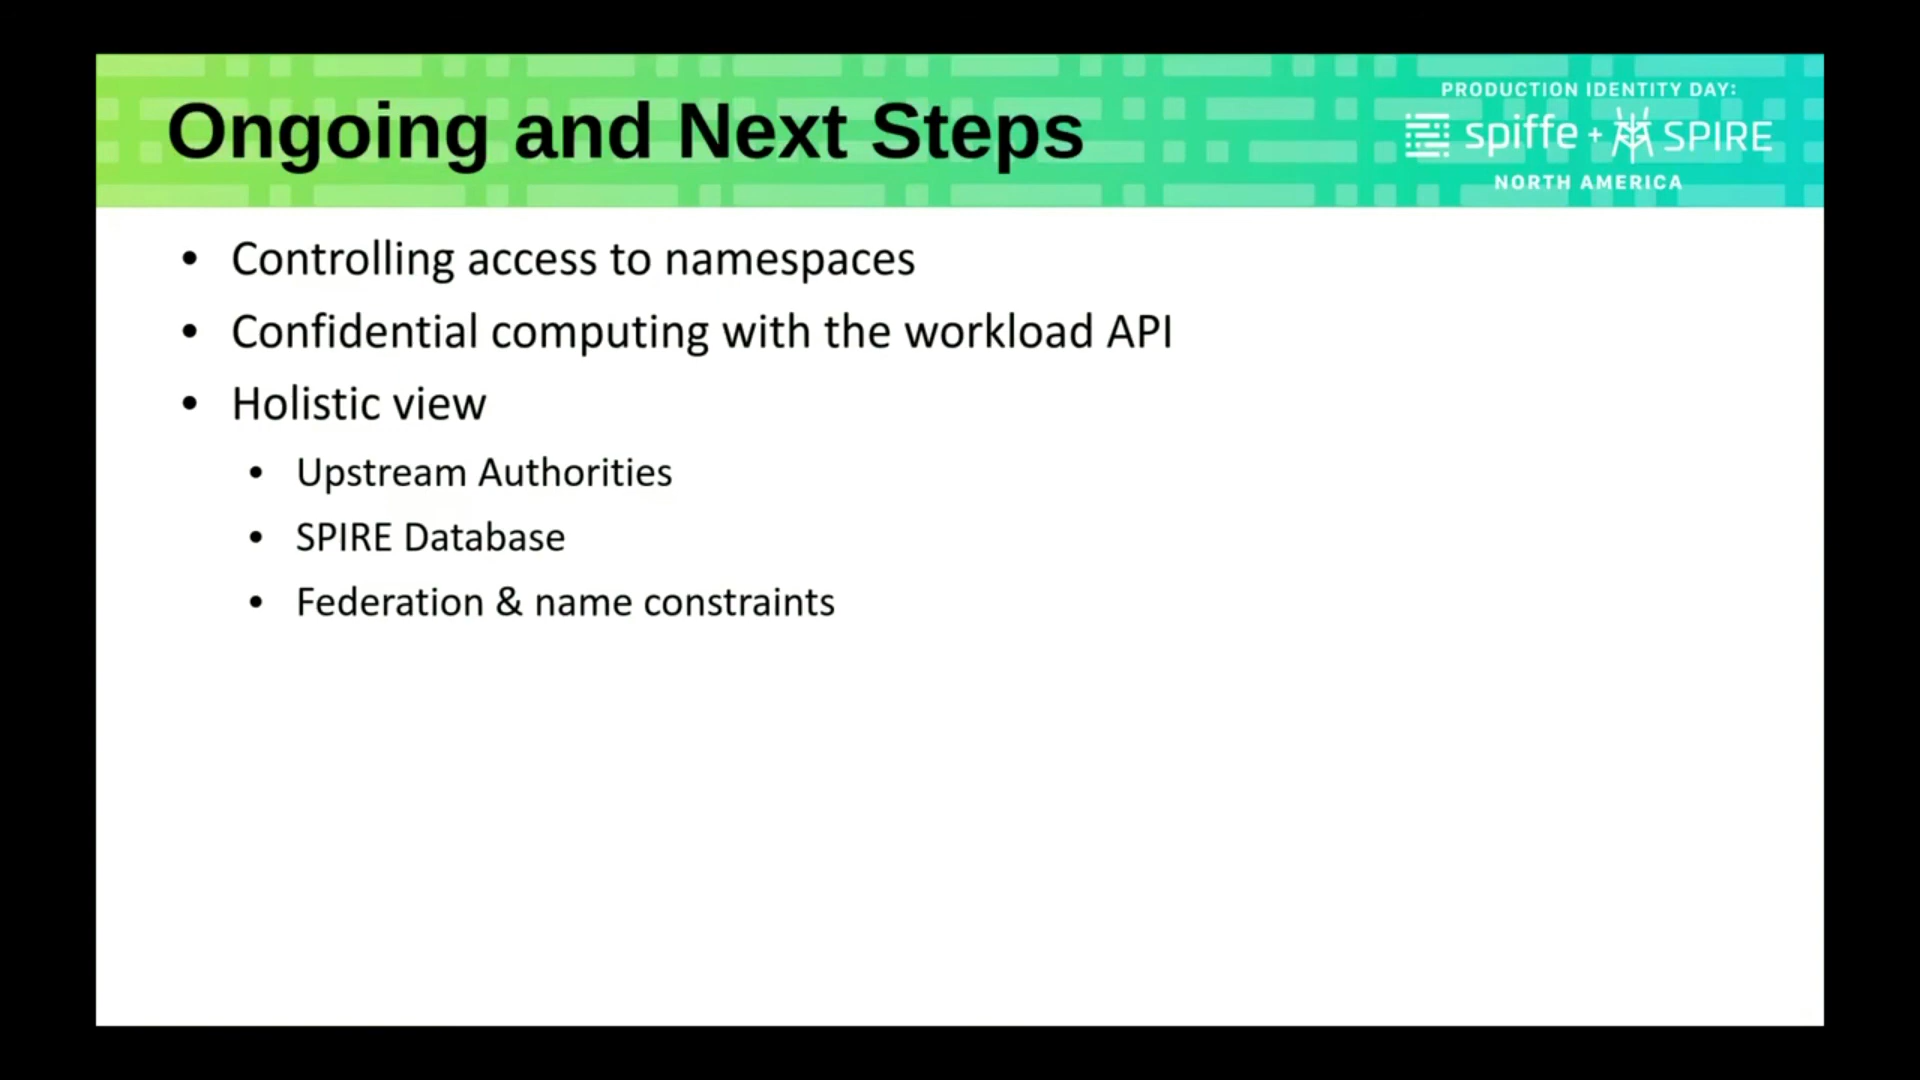 Ongoing and Next Steps
PRODUCTION IDENTITY DAY:
spiffe + SPIRE
NORTH AMERICA
• Controlling access to namespaces
• Confidential computing with the workload API
• Holistic view
• Upstream Authorities
• SPIRE Database
• Federation & name constraints